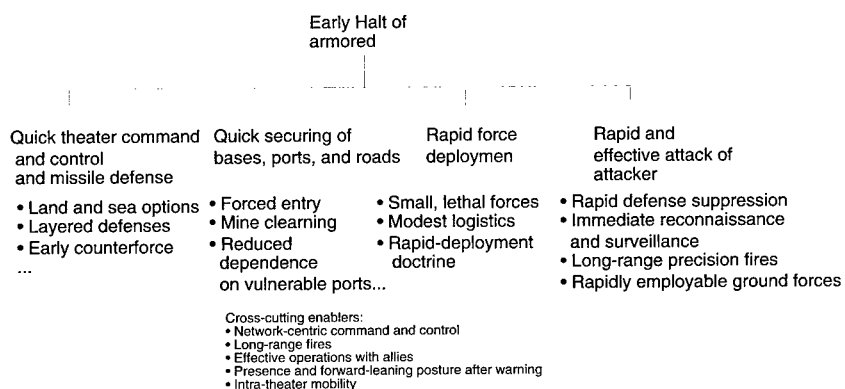 Early Halt of
armored
Quick theater command
and control
and missile defense
• Land and sea options
• Layered defenses
• Early counterforce
...
Quick securing of
bases, ports, and roads
• Forced entry
• Mine clearning
• Reduced
dependence
on vulnerable ports...
Rapid force
deploymen
• Small, lethal forces
• Modest logistics
• Rapid-deployment
doctrine
Rapid and
effective attack of
attacker
• Rapid defense suppression
• Immediate reconnaissance
and surveillance
• Long-range precision fires
• Rapidly employable ground forces
Cross-cutting enablers:
• Network-centric command and control
• Long-range fires
• Effective operations with allies
• Presence and forward-leaning posture after warning
• Intra-theater mobility